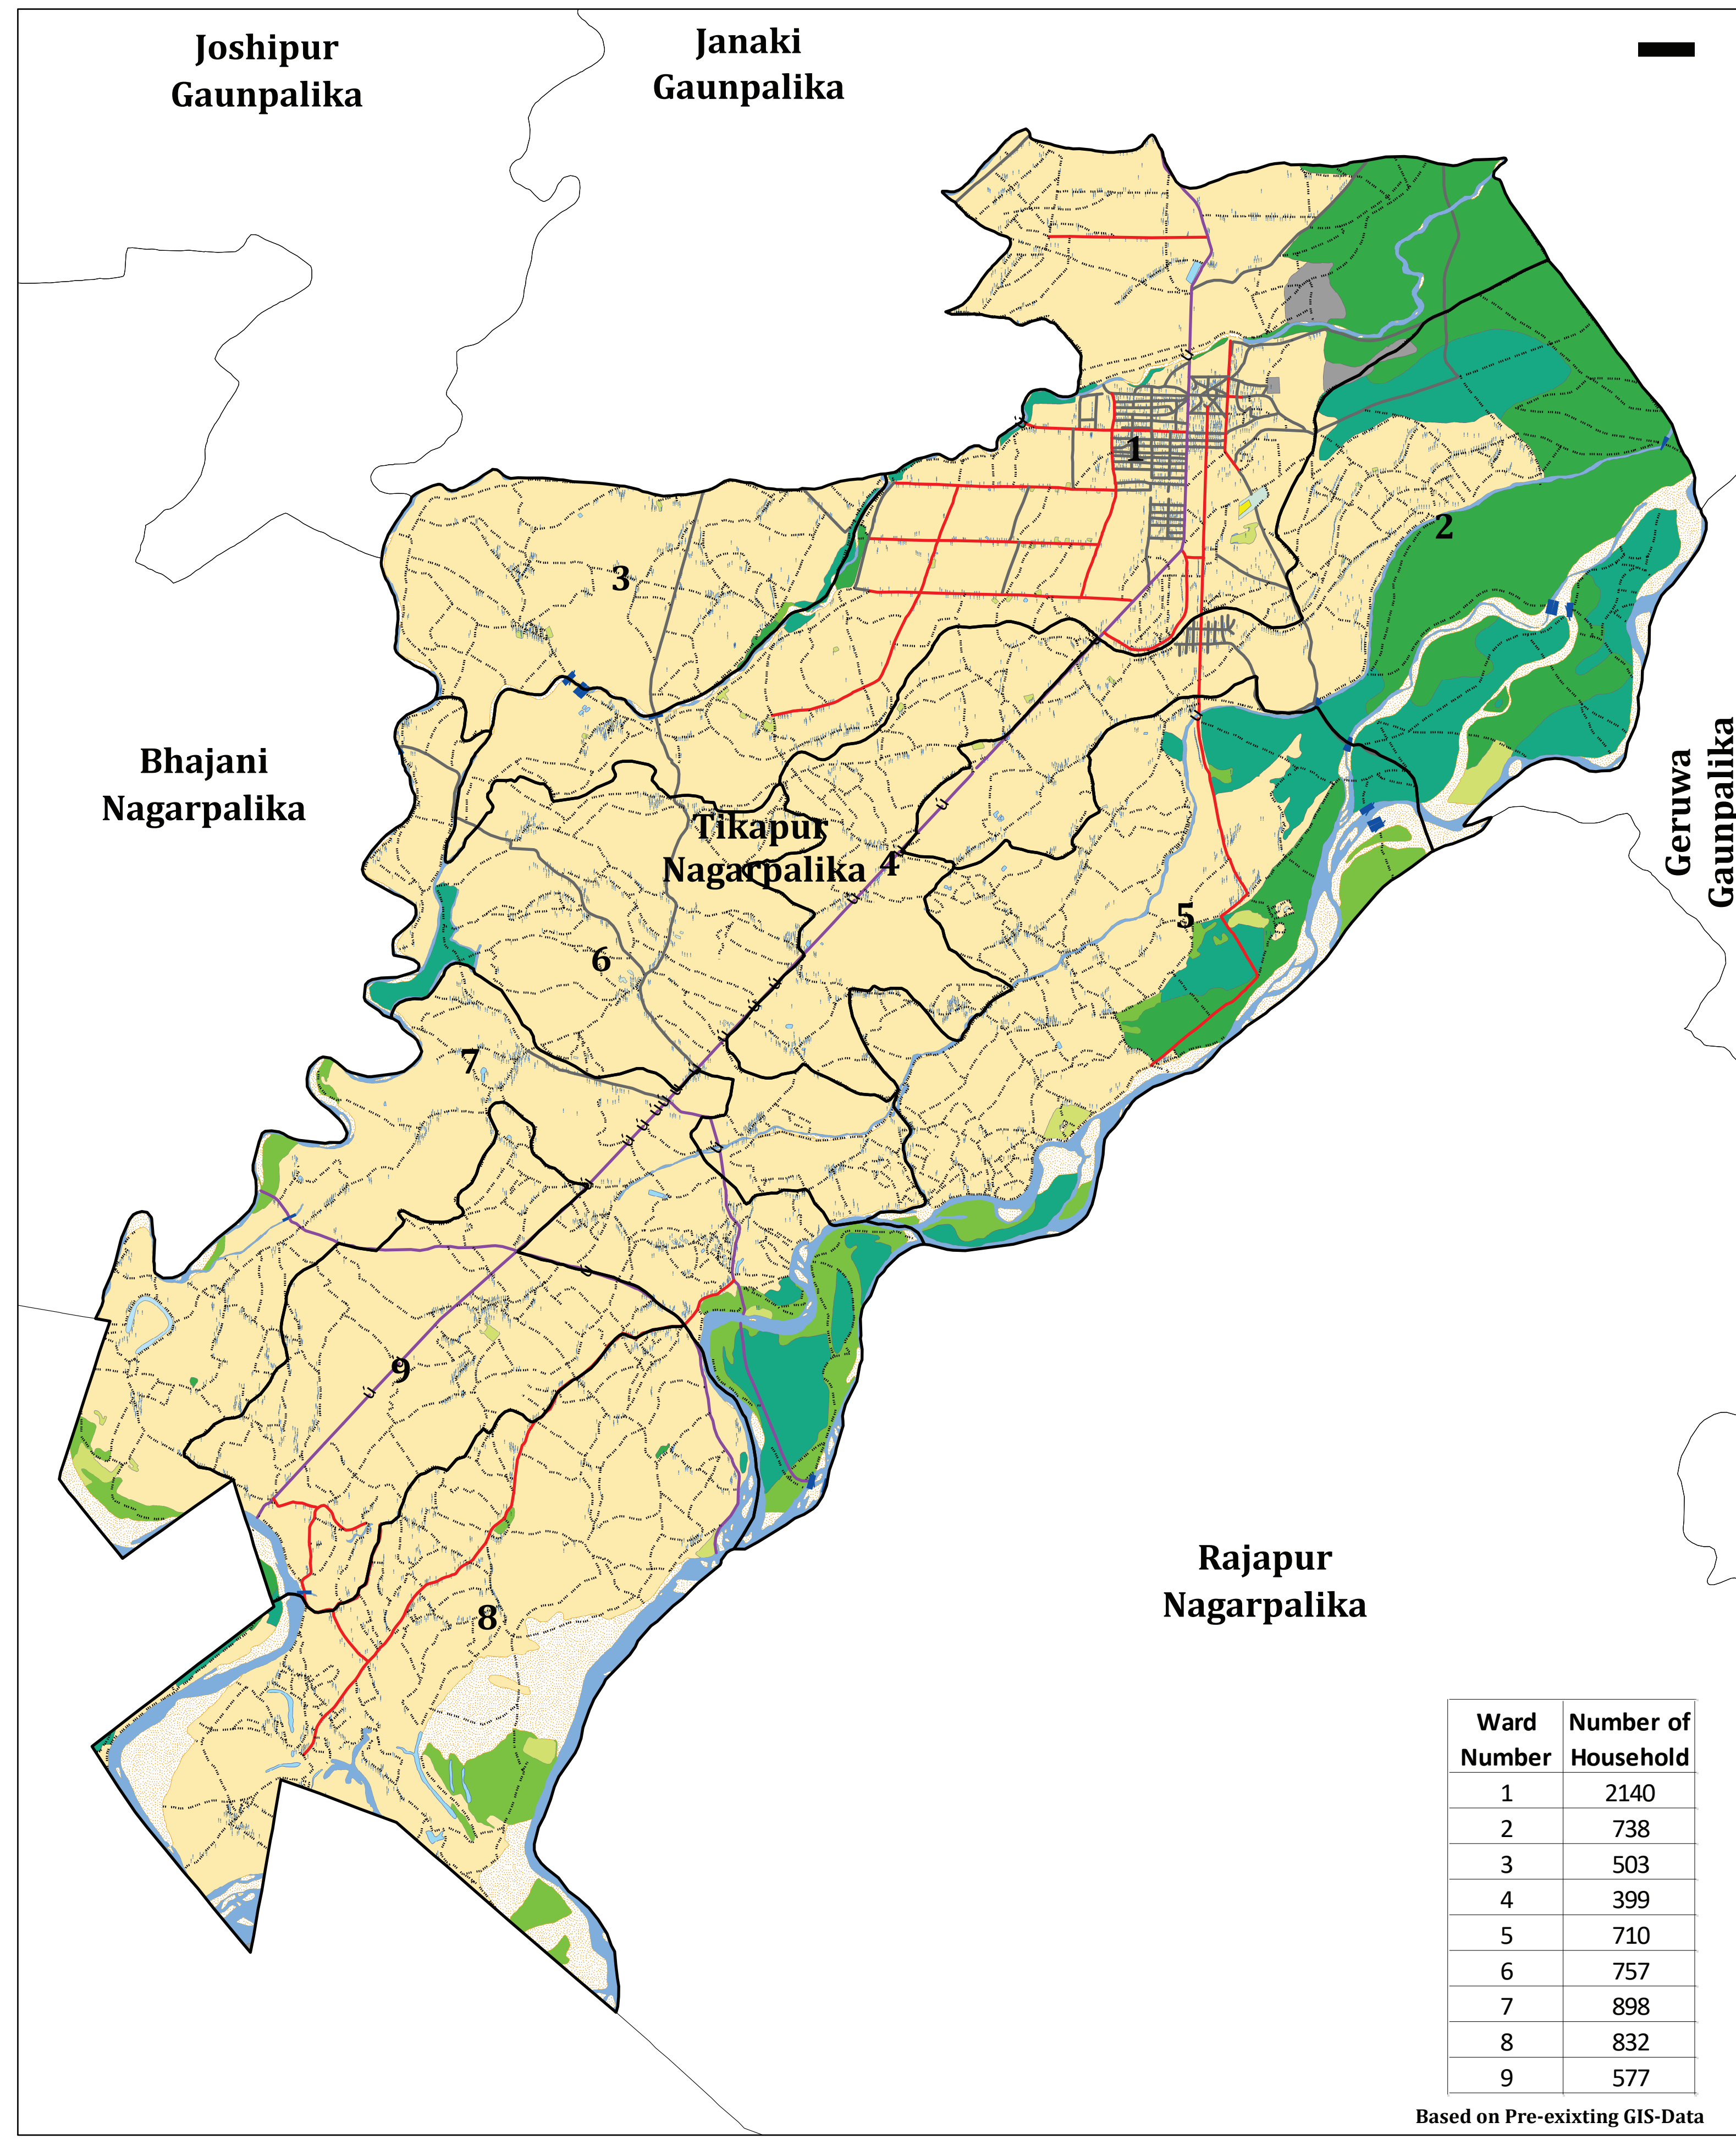 Joshipur
Gaunpalika
Janaki
Gaunpalika
1
2
3
Bhajani
Nagarpalika
Tikapur
Nagarpalika
4
Geruwa
Gaunpalika
5
6
7
9
8
Rajapur
Nagarpalika
Ward Number | Number of Household
1 2140
2 738
3 503
4 399
5 710
6 757
7 898
8 832
9 577
Based on Pre-exixting GIS-Data